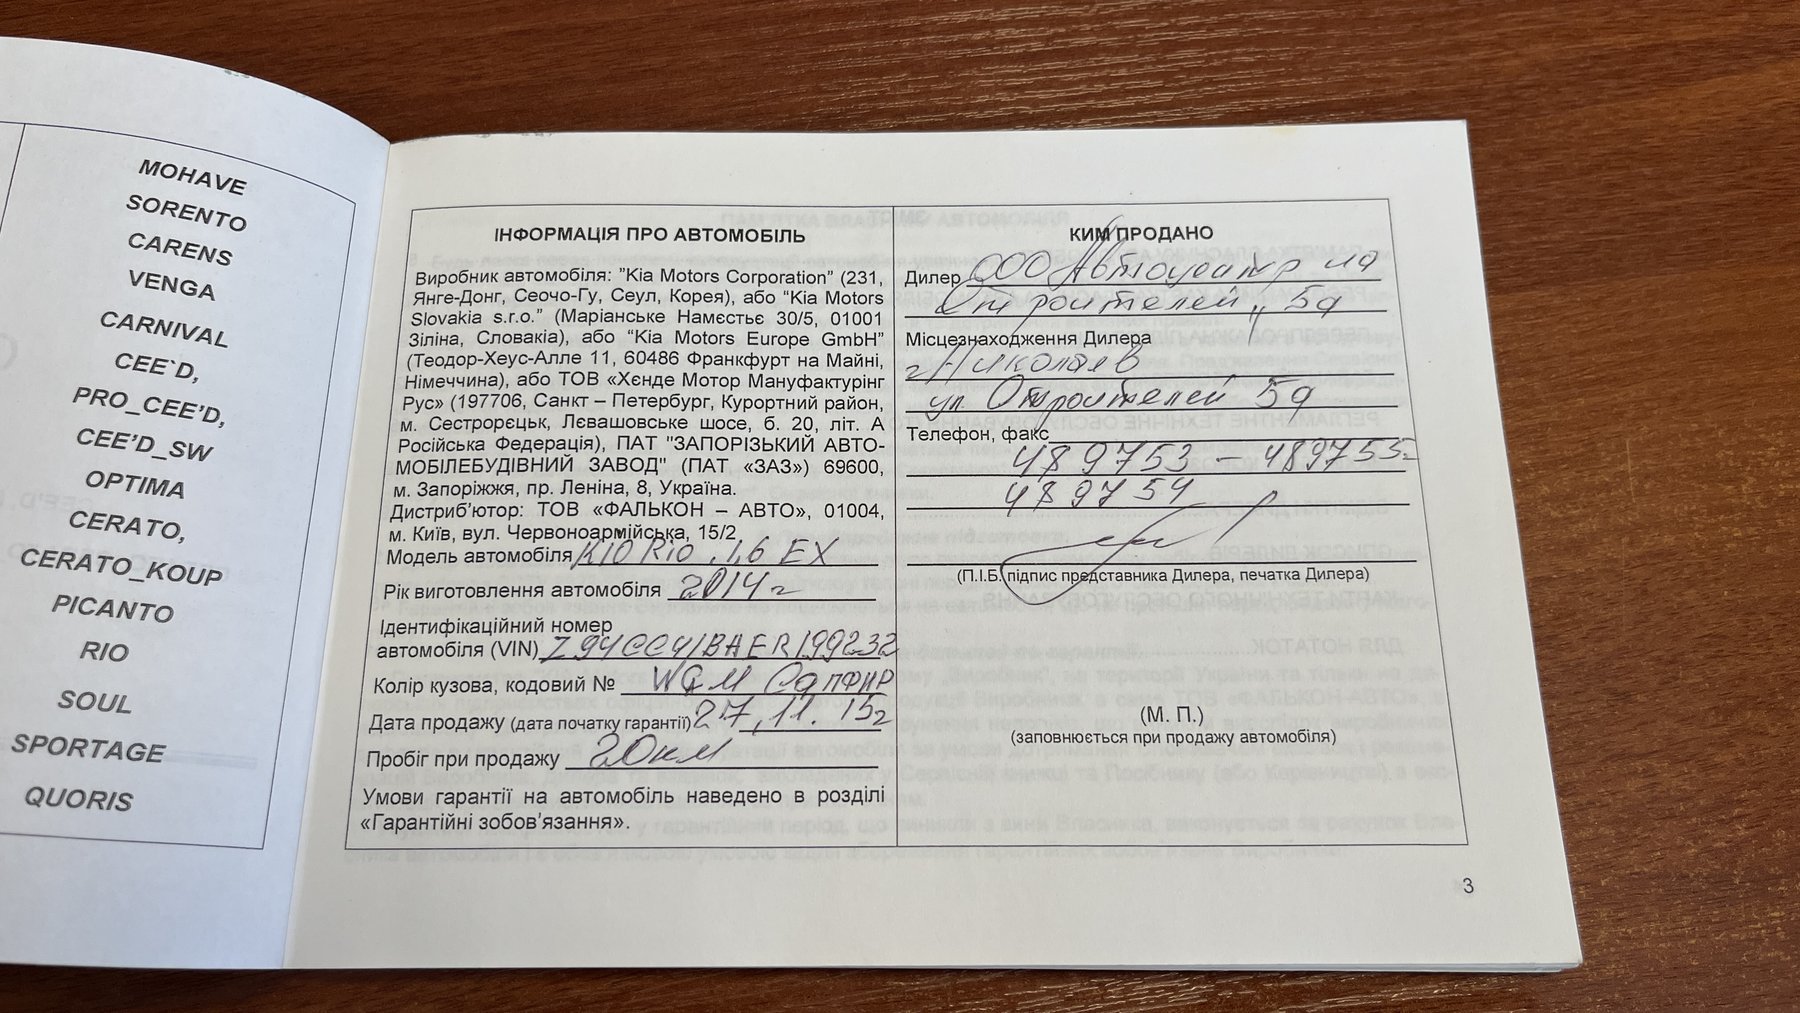 MOHAVE
SORENTO
CARENS
VENGA
CARNIVAL
CEE`D,
PRO_CEE'D,
CEE'D_SW
OPTIMA
CERATO,
CERATO_KOUP
PICANTO
RIO
SOUL
SPORTAGE
QUORIS
ІНФОРМАЦІЯ ПРО АВТОМОБІЛЬ
Виробник автомобіля: "Kia Motors Corporation" (231,
Янге-Донг, Сеочо-Гу, Сеул, Корея), або "Kia Motors
Slovakia s.r.o." (Маріанське Намєстьє 30/5, 01001
Зіліна, Словакія), або "Kia Motors Europe GmbH"
(Теодор-Хеус-Алле 11, 60486 Франкфурт на Майні,
Німеччина), або ТОВ «Хєнде Мотор Мануфактурінг
Рус» (197706, Санкт – Петербург, Курортний район,
м. Сестрорєцьк, Лєвашовське шосе, б. 20, літ. А
Російська Федерація), ПАТ "ЗАПОРІЗЬКИЙ АВТО-
МОБІЛЕБУДІВНИЙ ЗАВОД" (ПАТ «ЗАЗ») 69600,
м. Запоріжжя, пр. Леніна, 8, Україна.
Дистриб'ютор: ТОВ «ФАЛЬКОН – АВТО», 01004,
м. Київ, вул. Червоноармійська, 15/2
Модель автомобіля KIO Rio 1,6 EX
Рік виготовлення автомобіля 2014г
Ідентифікаційний номер
автомобіля (VIN) Z94CC41BAER199232
Колір кузова, кодовий № WGM Сапфир
Дата продажу (дата початку гарантії) 27.11.15г
Пробіг при продажу 20км
Умови гарантії на автомобіль наведено в розділі
«Гарантійні зобов'язання».
КИМ ПРОДАНО
Дилер ООО Автоцентр на
Строителей 5а
Місцезнаходження Дилера
г Николаев
ул Строителей 5а
Телефон, факс
489753 – 489755
489754
(П.І.Б. підпис представника Дилера, печатка Дилера)
(М. П.)
(заповнюється при продажу автомобіля)
3